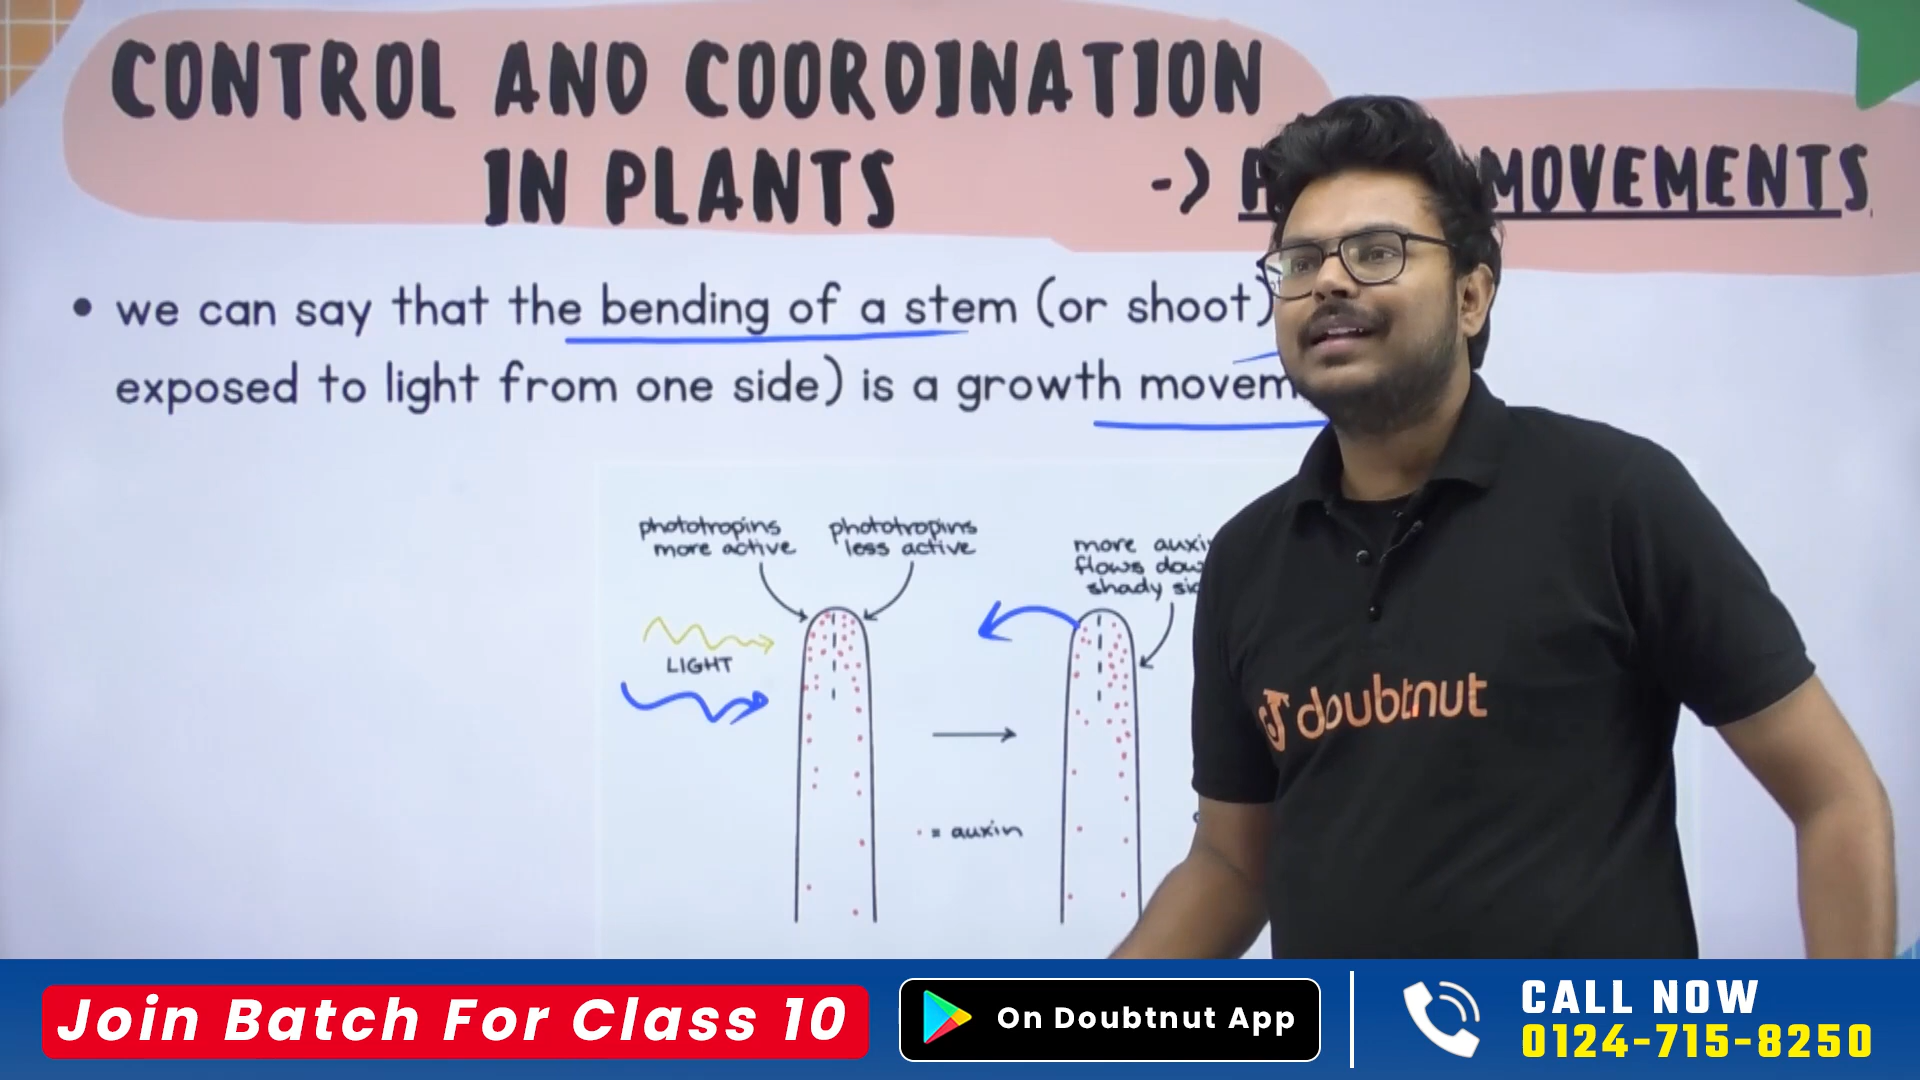 CONTROL AND COORDINATION
IN PLANTS
-> MOVEMENTS
• we can say that the bending of a stem (or shoot)
exposed to light from one side) is a growth
phototropins
more active
phototropins
less active
more
flows
shady
LIGHT
• = auxin
doubtnut
Join Batch For Class 10
On Doubtnut App
CALL NOW
0124-715-8250